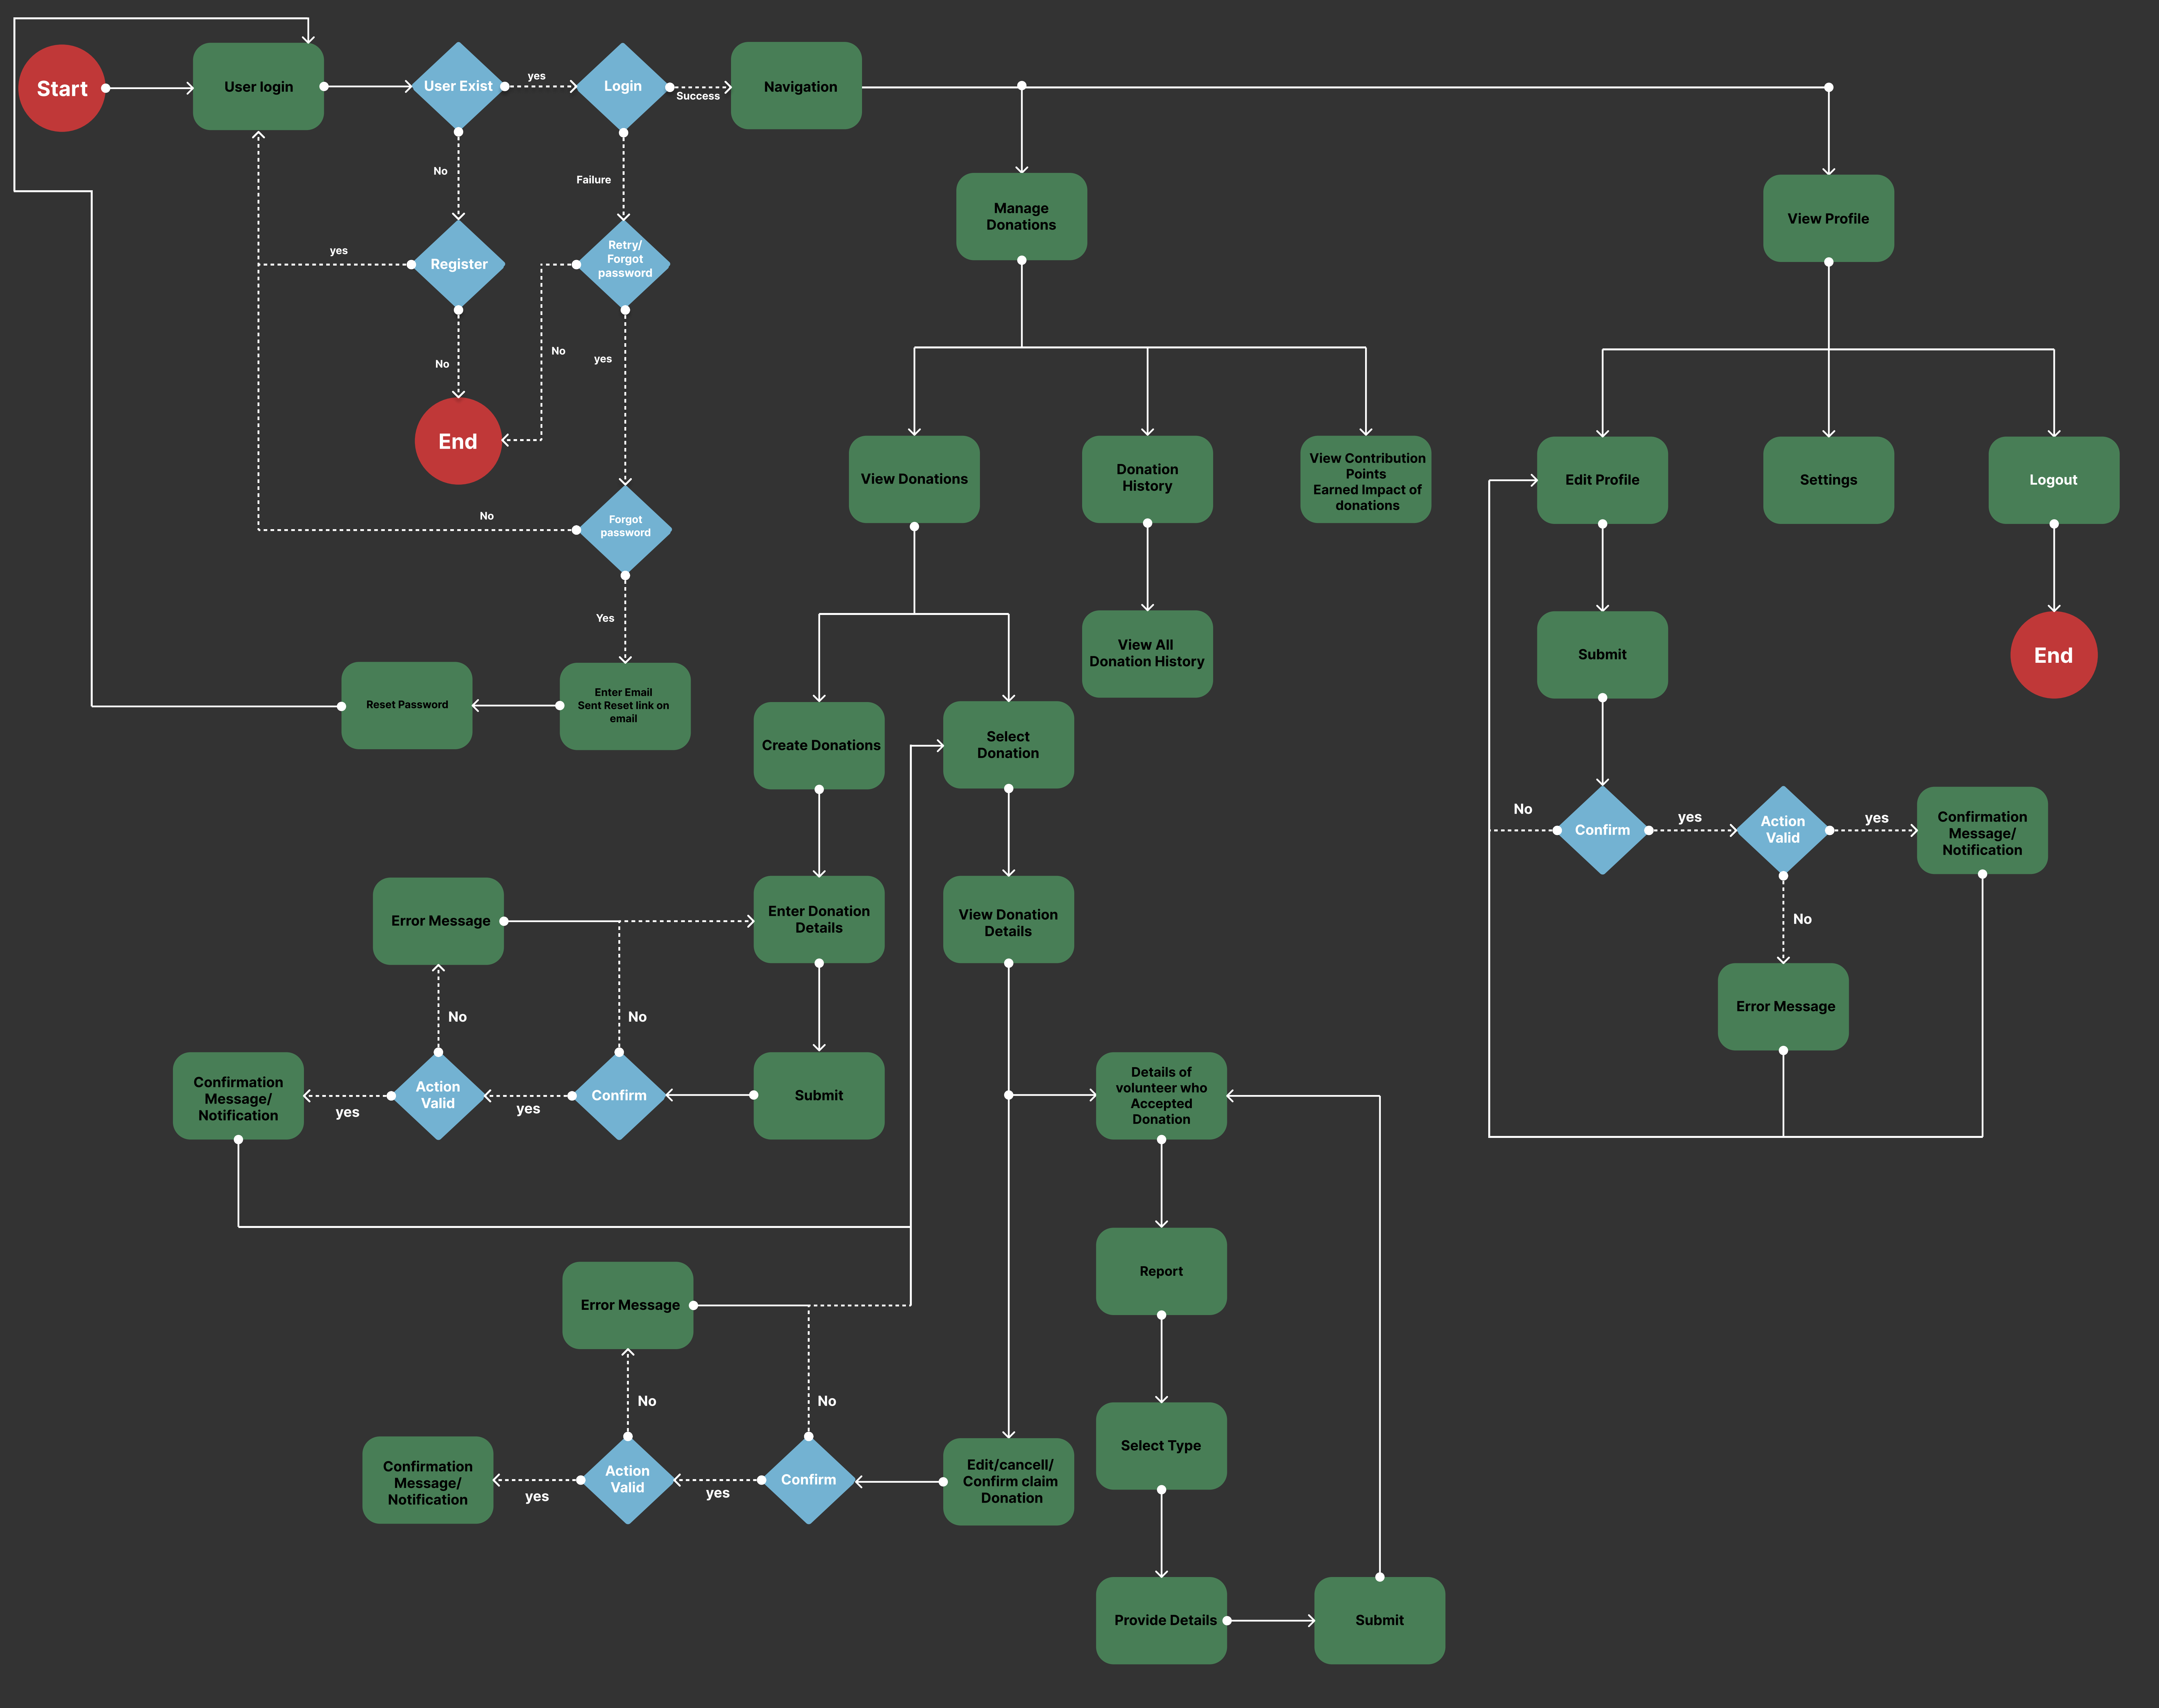 Start
User login
User Exist
yes
Login
Success
Navigation
No
Failure
Manage
Donations
View Profile
yes
Register
Retry/
Forgot
password
No
No
yes
End
View Donations
Donation
History
View Contribution
Points
Earned Impact of
donations
Edit Profile
Settings
Logout
No
Forgot
password
Yes
View All
Donation History
Submit
End
Reset Password
Enter Email
Sent Reset link on
email
Create Donations
Select
Donation
No
Confirm
yes
Action
Valid
yes
Confirmation
Message/
Notification
Error Message
Enter Donation
Details
View Donation
Details
No
Error Message
No
No
Confirmation
Message/
Notification
yes
Action
Valid
yes
Confirm
Submit
Details of
volunteer who
Accepted
Donation
Report
Error Message
No
No
Confirmation
Message/
Notification
yes
Action
Valid
yes
Confirm
Edit/cancell/
Confirm claim
Donation
Select Type
Provide Details
Submit